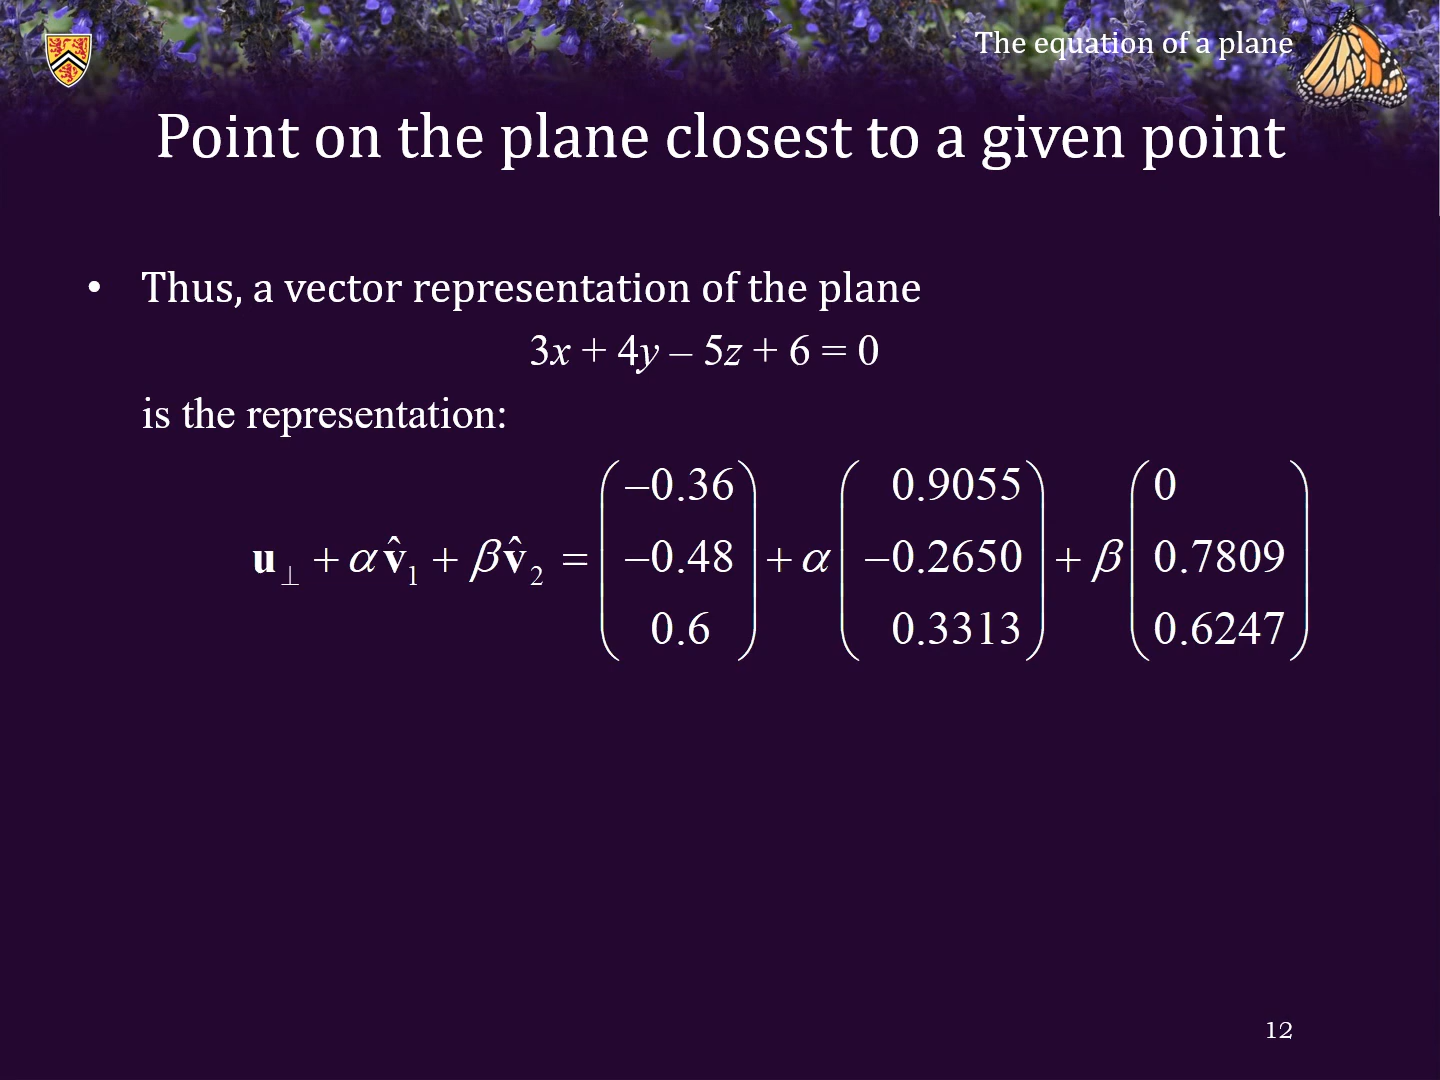 The equation of a plane
Point on the plane closest to a given point
• Thus, a vector representation of the plane
3x + 4y – 5z + 6 = 0
is the representation:
u⊥ + αv̂₁ + βv̂₂ = (−0.36 −0.48 0.6) + α(0.9055 −0.2650 0.3313) + β(0 0.7809 0.6247)
12